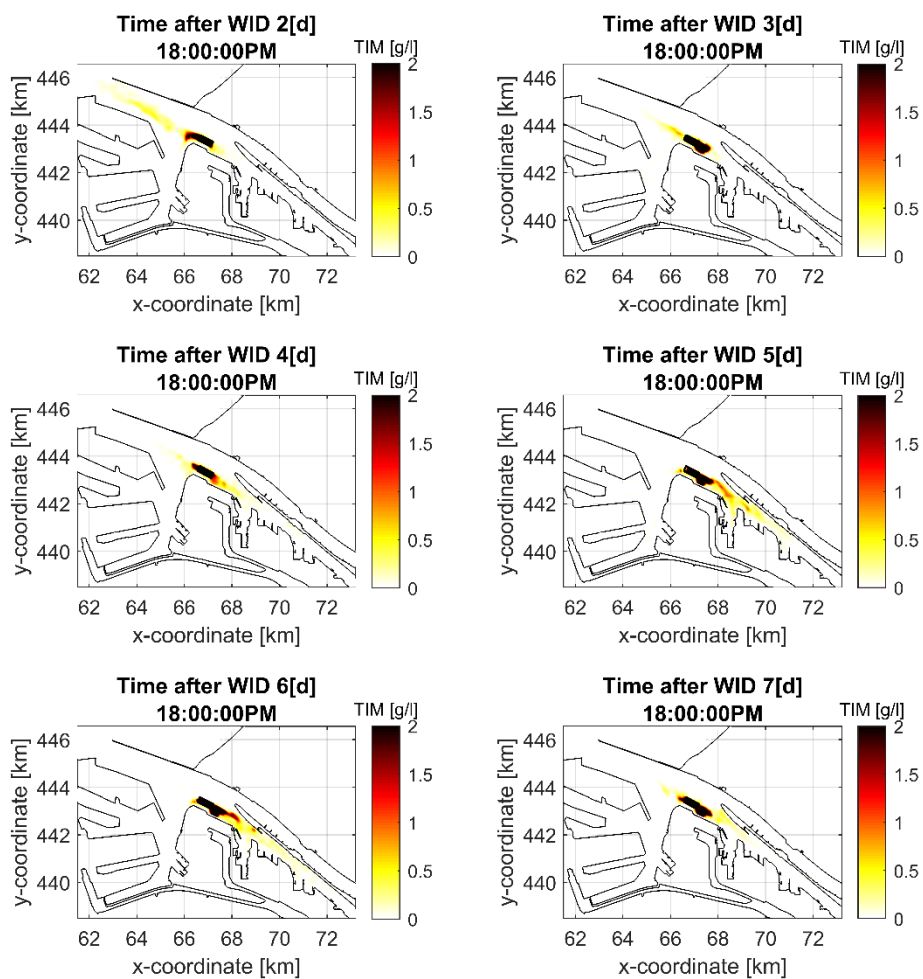 Time after WID 2[d]
18:00:00PM
TIM [g/l]
446
444
442
440
y-coordinate [km]
62 64 66 68 70 72
x-coordinate [km]
2
1.5
1
0.5
0
Time after WID 3[d]
18:00:00PM
TIM [g/l]
446
444
442
440
y-coordinate [km]
62 64 66 68 70 72
x-coordinate [km]
2
1.5
1
0.5
0
Time after WID 4[d]
18:00:00PM
TIM [g/l]
446
444
442
440
y-coordinate [km]
62 64 66 68 70 72
x-coordinate [km]
2
1.5
1
0.5
0
Time after WID 5[d]
18:00:00PM
TIM [g/l]
446
444
442
440
y-coordinate [km]
62 64 66 68 70 72
x-coordinate [km]
2
1.5
1
0.5
0
Time after WID 6[d]
18:00:00PM
TIM [g/l]
446
444
442
440
y-coordinate [km]
62 64 66 68 70 72
x-coordinate [km]
2
1.5
1
0.5
0
Time after WID 7[d]
18:00:00PM
TIM [g/l]
446
444
442
440
y-coordinate [km]
62 64 66 68 70 72
x-coordinate [km]
2
1.5
1
0.5
0